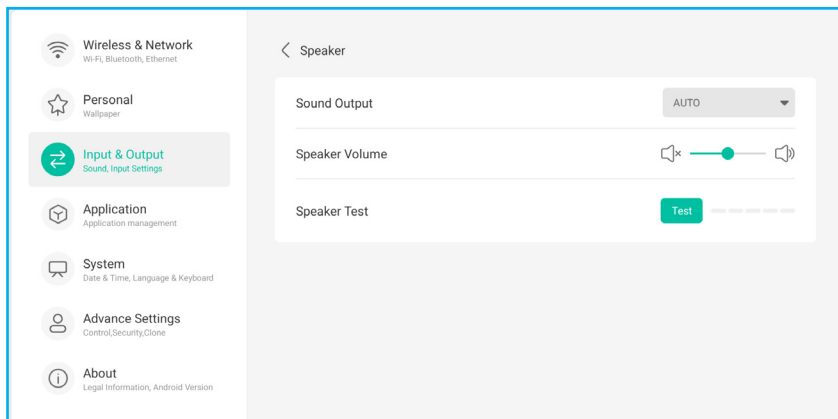 Wireless & Network
Wi-Fi, Bluetooth, Ethernet
Personal
Wallpaper
Input & Output
Sound, Input Settings
Application
Application management
System
Date & Time, Language & Keyboard
Advance Settings
Control,Security,Clone
About
Legal Information, Android Version
Speaker
Sound Output
AUTO
Speaker Volume
Speaker Test
Test